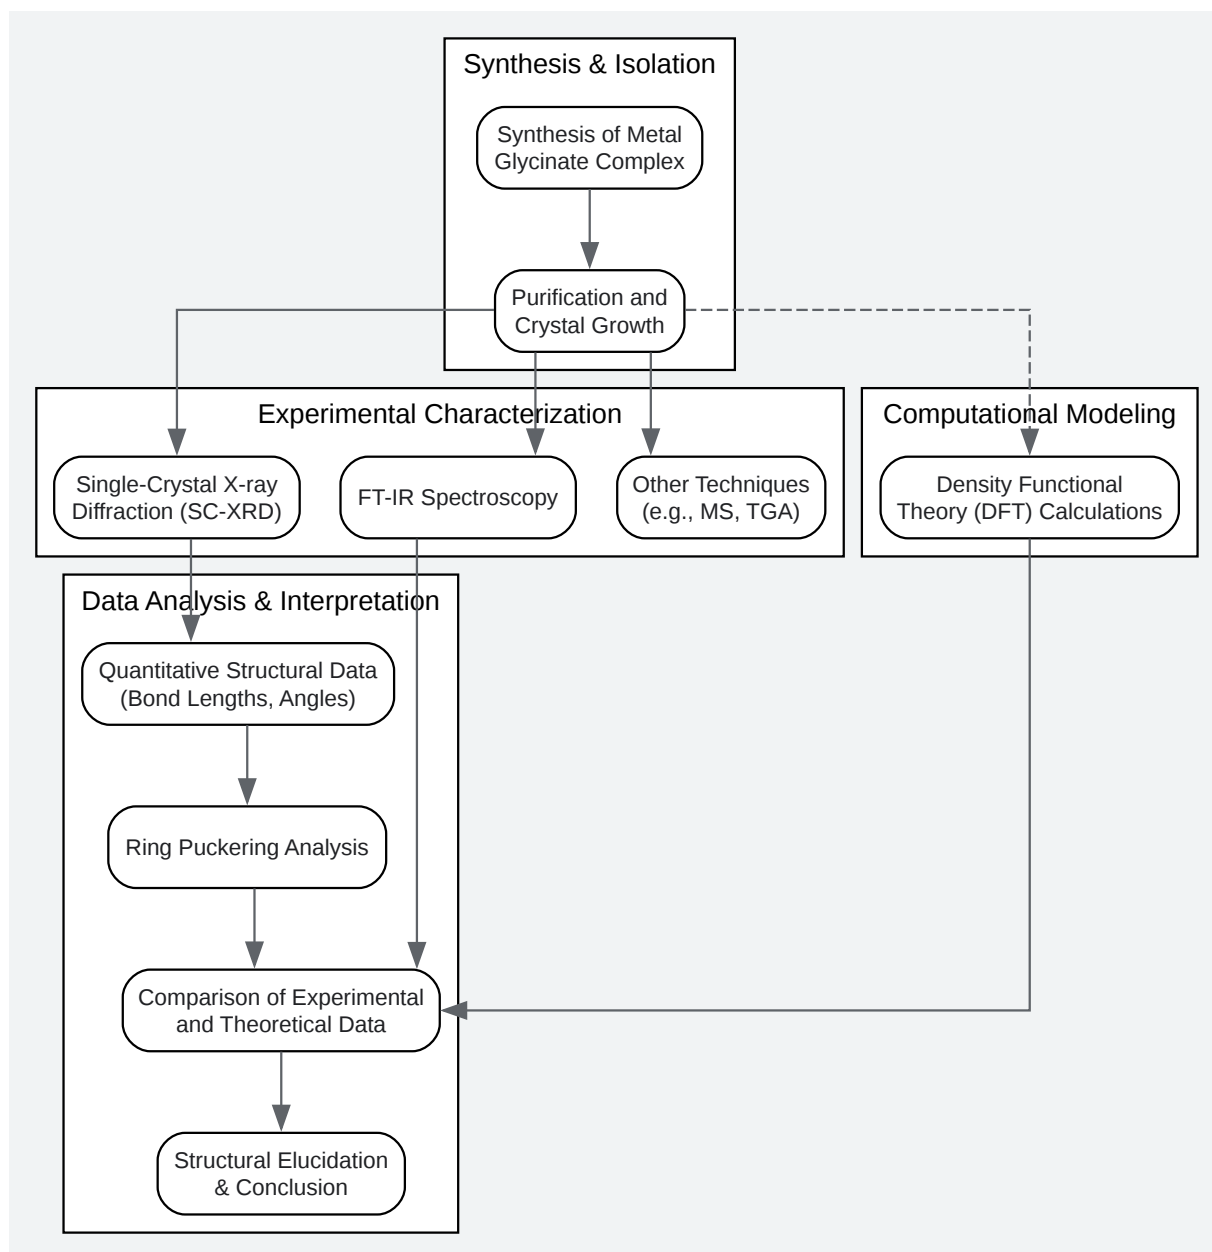 Synthesis & Isolation
Synthesis of Metal
Glycinate Complex
Purification and
Crystal Growth
Experimental Characterization
Computational Modeling
Single-Crystal X-ray
Diffraction (SC-XRD)
FT-IR Spectroscopy
Other Techniques
(e.g., MS, TGA)
Density Functional
Theory (DFT) Calculations
Data Analysis & Interpretation
Quantitative Structural Data
(Bond Lengths, Angles)
Ring Puckering Analysis
Comparison of Experimental
and Theoretical Data
Structural Elucidation
& Conclusion